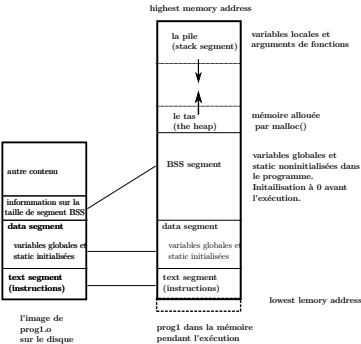 highest memory address
la pile
(stack segment)
variables locales et
arguments de fonctions
le tas
(the heap)
mémoire allouée
par malloc()
BSS segment
variables globales et
static noninitialisées dans
le programme.
Initailisation à 0 avant
l'exécution.
autre contenu
informmation sur la
taille de segment BSS
data segment
variables globales et
static initialisées
text segment
(instructions)
data segment
variables globales et
static initialisées
text segment
(instructions)
lowest lemory address
l'image de
prog1.o
sur le disque
prog1 dans la mémoire
pendant l'exécution